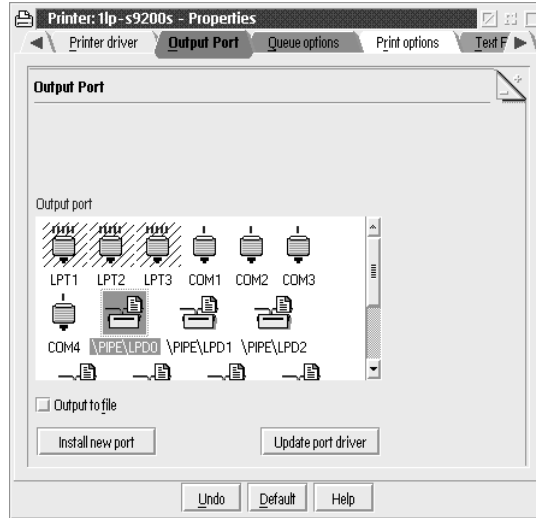 Printer: 1lp-s9200s - Properties
Printer driver Output Port Queue options Print options Text F
Output Port
Output port
LPT1 LPT2 LPT3 COM1 COM2 COM3
COM4 \PIPE\LPD0 \PIPE\LPD1 \PIPE\LPD2
Output to file
Install new port Update port driver
Undo Default Help